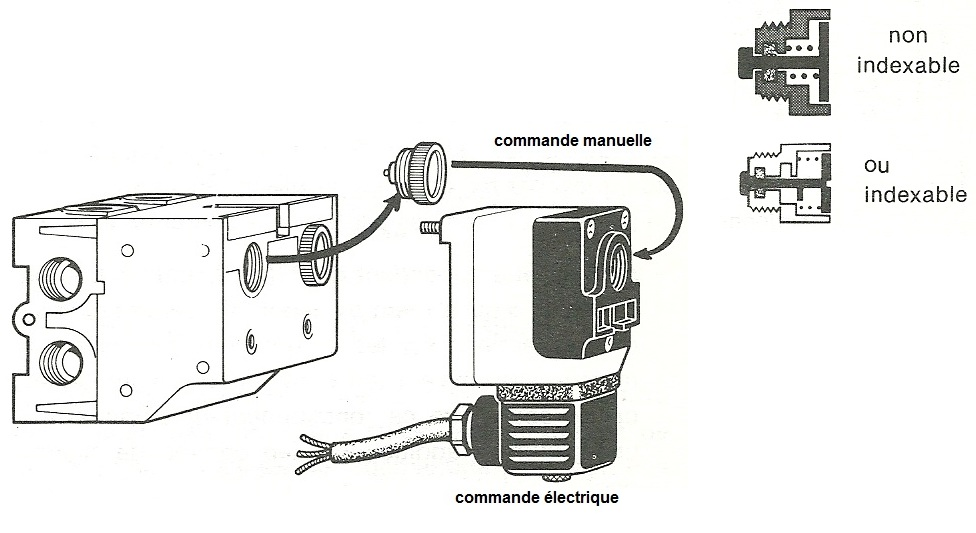 non
indexable
commande manuelle
ou
indexable
commande électrique